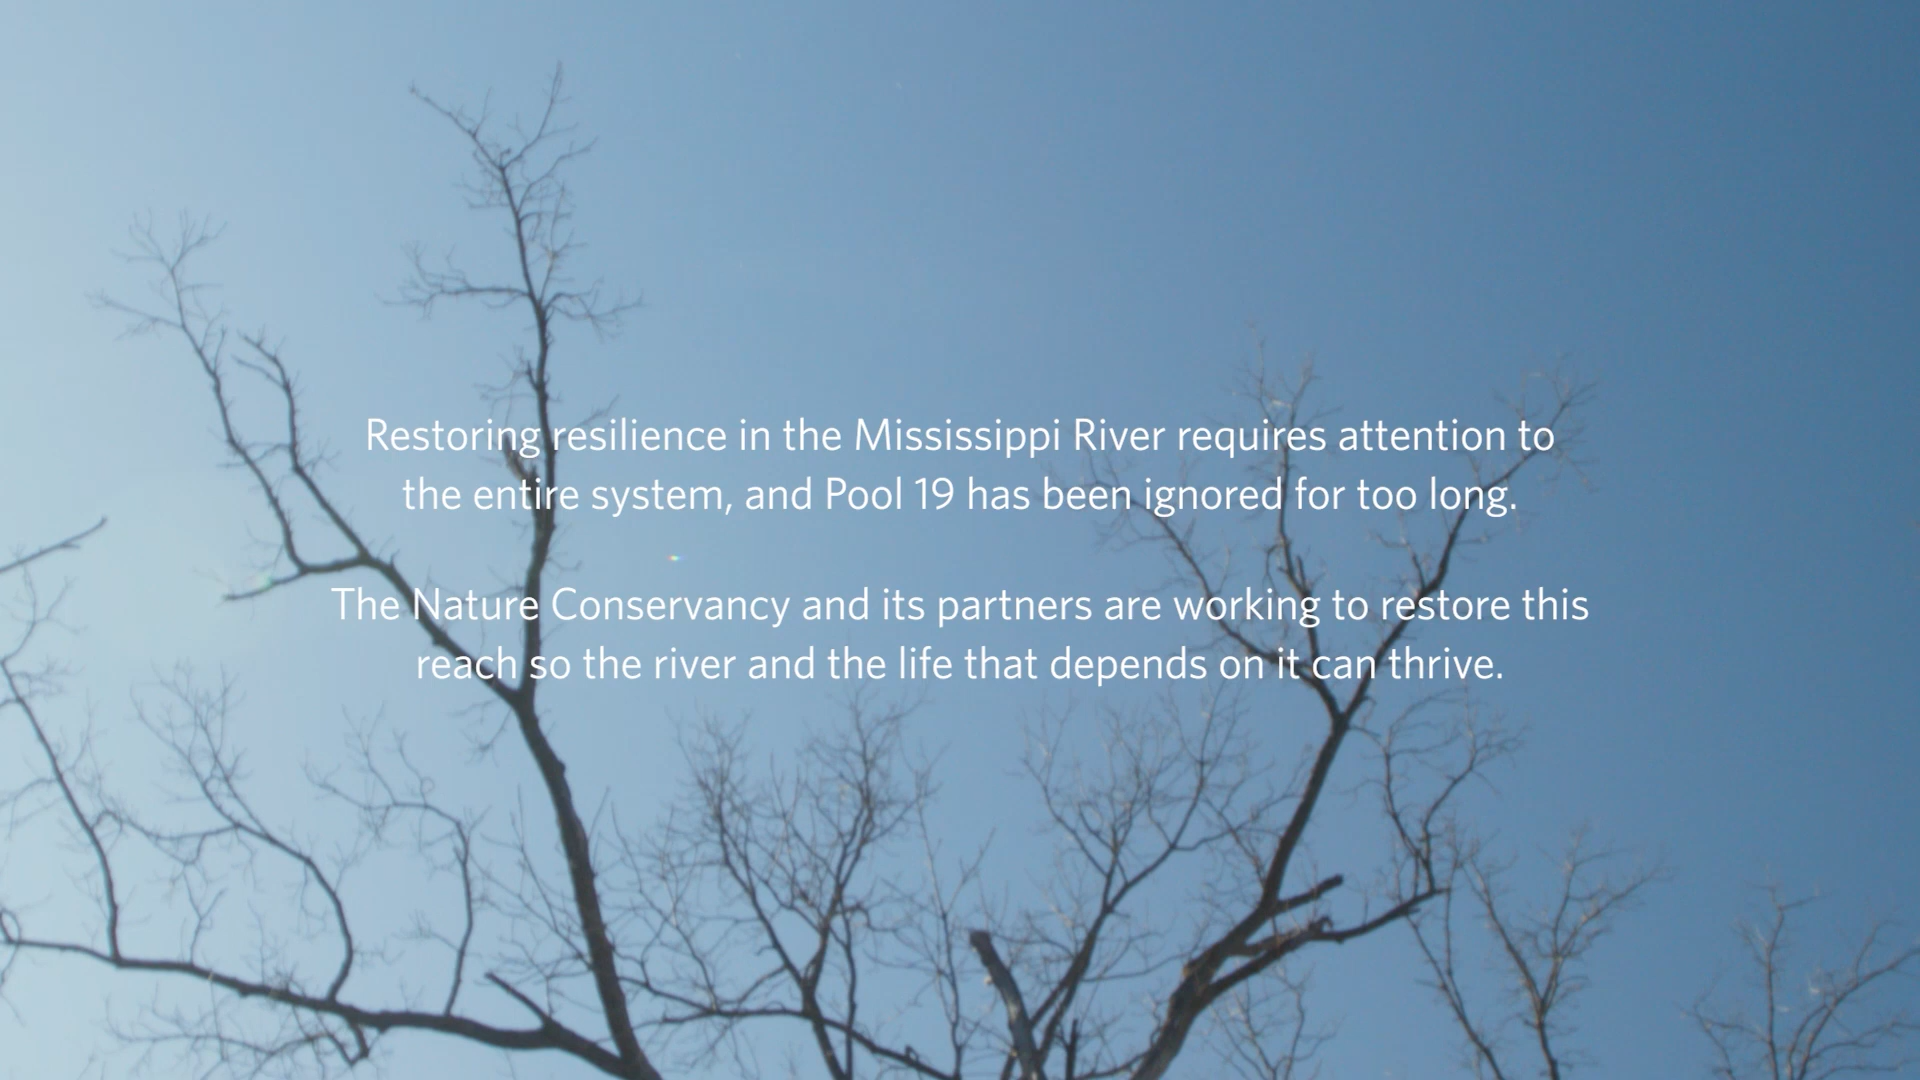 Restoring resilience in the Mississippi River requires attention to
the entire system, and Pool 19 has been ignored for too long.
The Nature Conservancy and its partners are working to restore this
reach so the river and the life that depends on it can thrive.